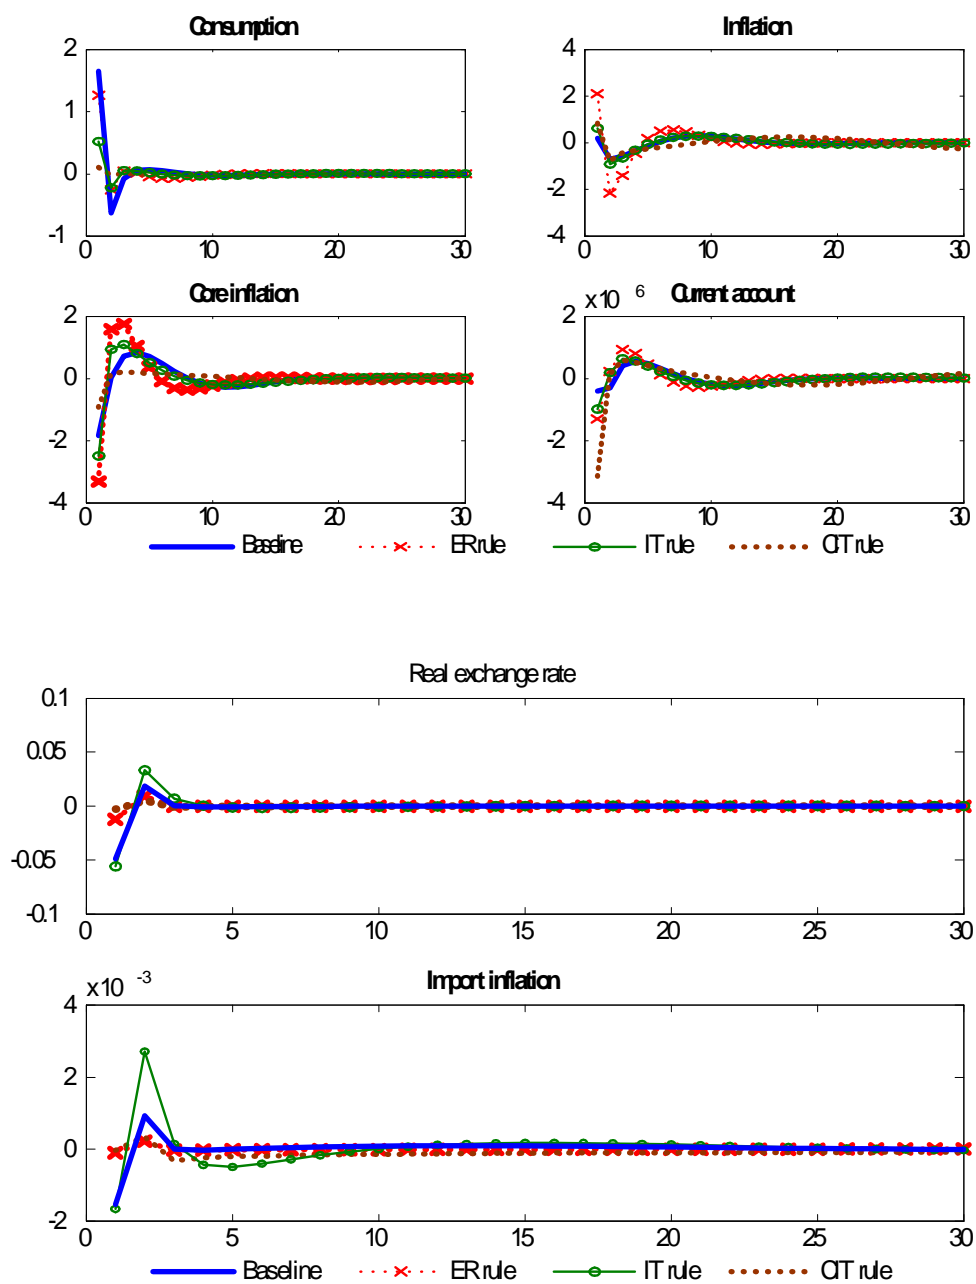 Consumption Inflation
2 4
1 2
0 0
-2
-1 -4
0 10 20 30 0 10 20 30
Core inflation x10 6 Current account
2 2
0 0
-2 -2
-4 -4
0 10 20 30 0 10 20 30
Baseline ER rule IT rule CIT rule
Real exchange rate
0.1
0.05
0
-0.05
-0.1
0 5 10 15 20 25 30
x10 -3 Import inflation
4
2
0
-2
0 5 10 15 20 25 30
Baseline ER rule IT rule CIT rule